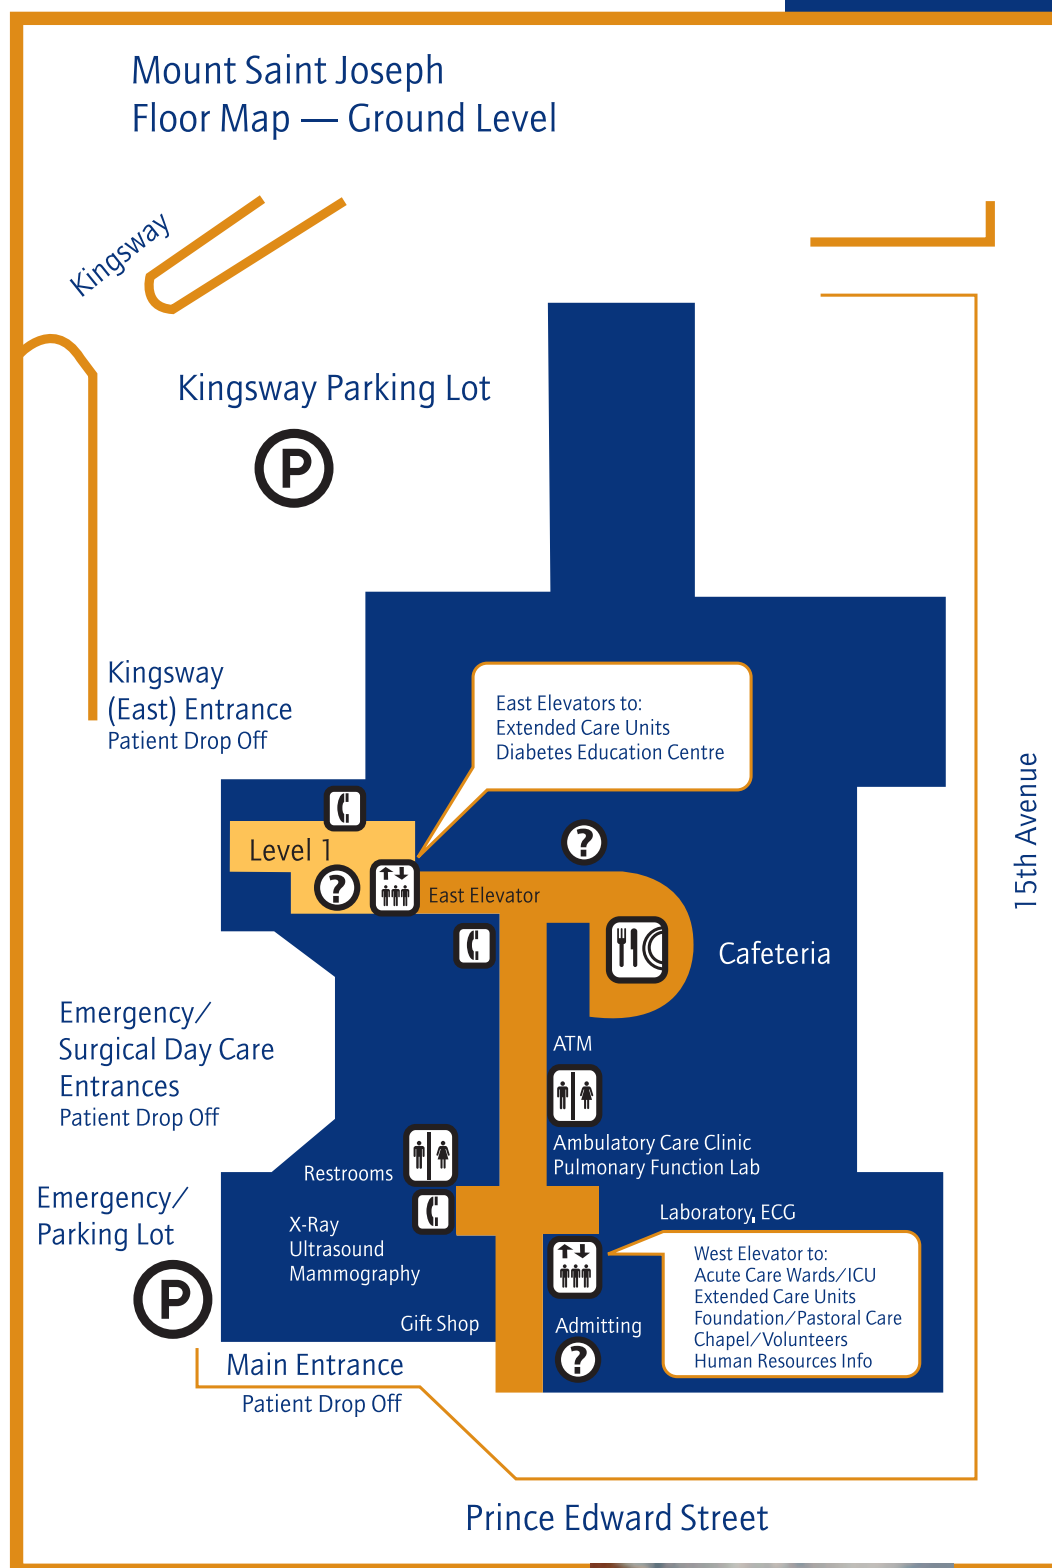 Mount Saint Joseph
Floor Map — Ground Level
Kingsway
Kingsway Parking Lot
P
Kingsway
(East) Entrance
Patient Drop Off
East Elevators to:
Extended Care Units
Diabetes Education Centre
15th Avenue
Level 1
?
?
East Elevator
Cafeteria
Emergency/
Surgical Day Care
Entrances
Patient Drop Off
ATM
Ambulatory Care Clinic
Pulmonary Function Lab
Restrooms
Emergency/
Parking Lot
P
X-Ray
Ultrasound
Mammography
Laboratory, ECG
West Elevator to:
Acute Care Wards/ICU
Extended Care Units
Foundation/Pastoral Care
Chapel/Volunteers
Human Resources Info
Gift Shop
Admitting
?
Main Entrance
Patient Drop Off
Prince Edward Street